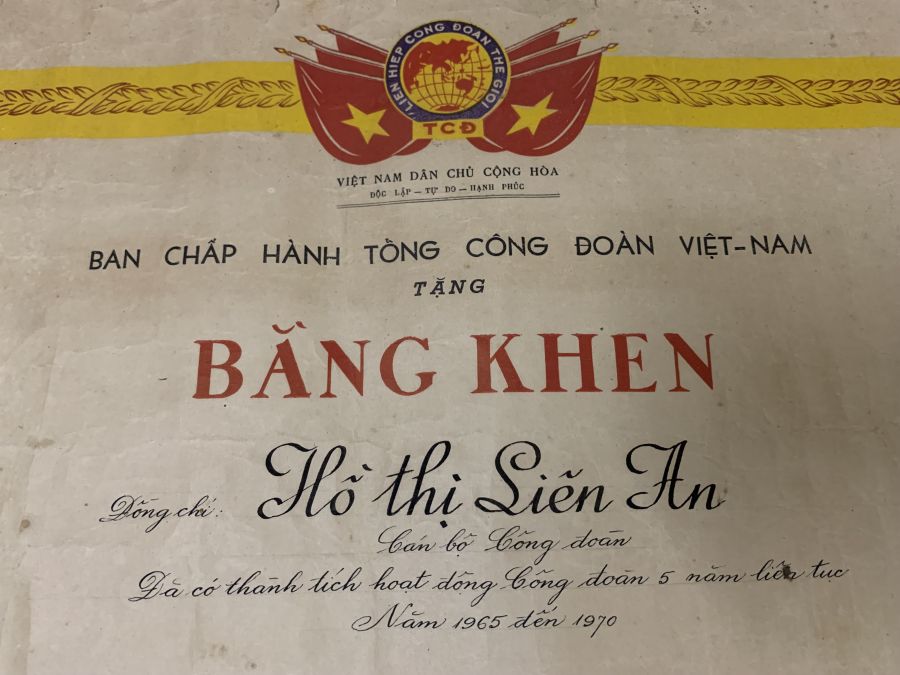 LIÊN HIỆP CÔNG ĐOÀN THẾ GIỚI
TCĐ
VIỆT NAM DÂN CHỦ CỘNG HÒA
ĐỘC LẬP – TỰ DO – HẠNH PHÚC
BAN CHẤP HÀNH TỔNG CÔNG ĐOÀN VIỆT-NAM
TẶNG
BẰNG KHEN
Đồng chí: Hồ thị Liên An
Cán bộ Công đoàn
Đã có thành tích hoạt động Công đoàn 5 năm liên tục
Năm 1965 đến 1970